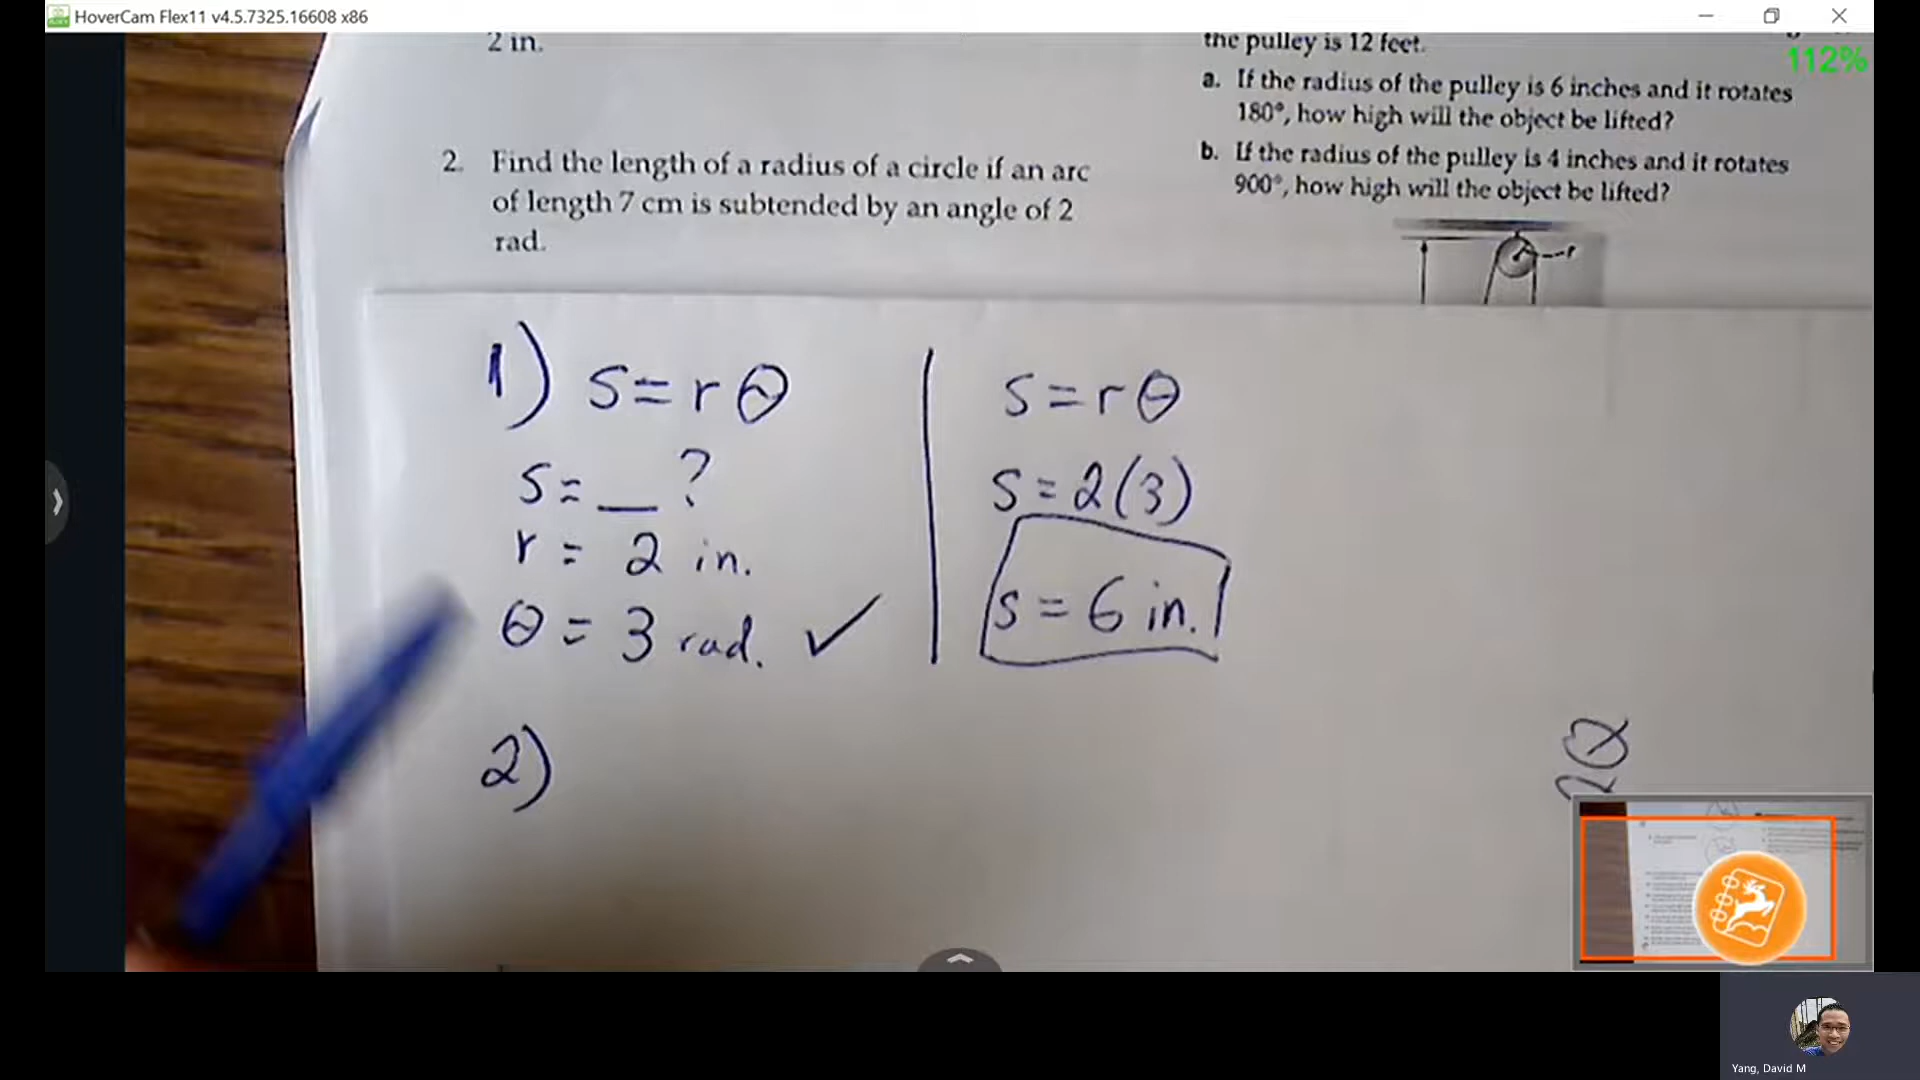 HoverCam Flex11 v4.5.7325.16608 x86
112%
2 in.
2. Find the length of a radius of a circle if an arc
of length 7 cm is subtended by an angle of 2
rad.
the pulley is 12 feet.
a. If the radius of the pulley is 6 inches and it rotates
180°, how high will the object be lifted?
b. If the radius of the pulley is 4 inches and it rotates
900°, how high will the object be lifted?
r
1) s = r θ
s = __ ?
r = 2 in.
θ = 3 rad. ✓
s = r θ
s = 2(3)
s = 6 in.
2)
Yang, David M